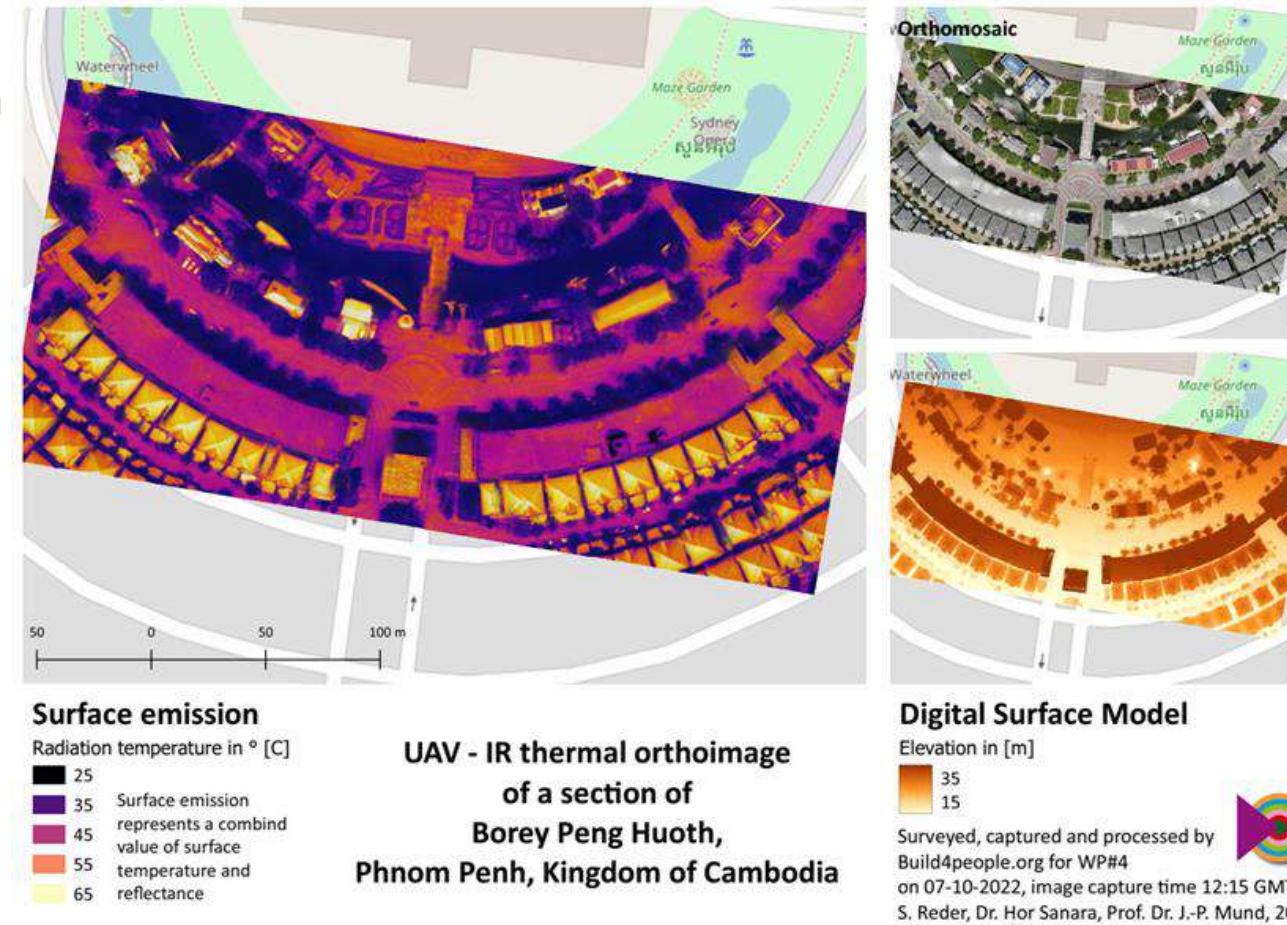 Waterwheel
Maze Garden
Sydney
Orthomosaic
Maze Garden
Waterwheel
Maze Garden
50
0
50
100 m
Surface emission
Radiation temperature in ° [C]
25
35
45
55
65
Surface emission
represents a combind
value of surface
temperature and
reflectance
UAV - IR thermal orthoimage
of a section of
Borey Peng Huoth,
Phnom Penh, Kingdom of Cambodia
Digital Surface Model
Elevation in [m]
35
15
Surveyed, captured and processed by
Build4people.org for WP#4
on 07-10-2022, image capture time 12:15
S. Reder, Dr. Hor Sanara, Prof. Dr. J.-P. Mund,